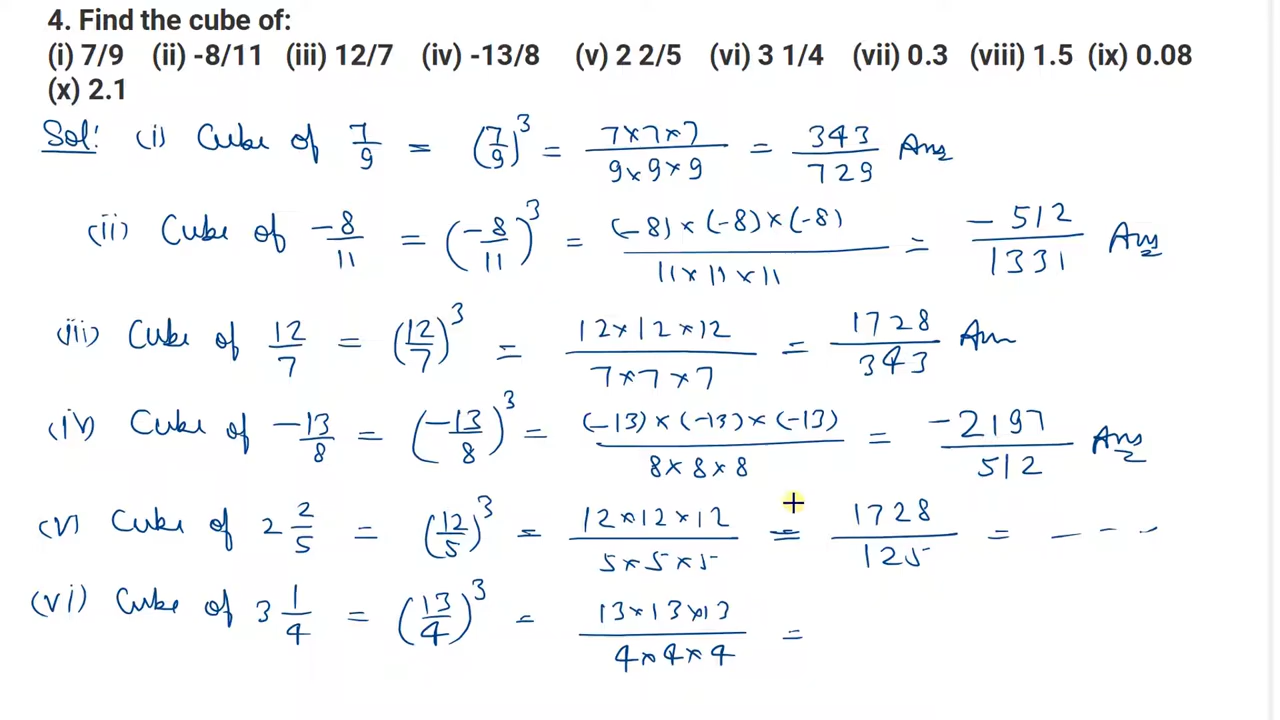 4. Find the cube of:
(i) 7/9 (ii) -8/11 (iii) 12/7 (iv) -13/8 (v) 2 2/5 (vi) 3 1/4 (vii) 0.3 (viii) 1.5 (ix) 0.08
(x) 2.1
Sol: (i) Cube of 7/9 = (7/9)^3 = 7×7×7 / 9×9×9 = 343/729 Ans
(ii) Cube of -8/11 = (-8/11)^3 = (-8)×(-8)×(-8) / 11×11×11 = -512/1331 Ans
(iii) Cube of 12/7 = (12/7)^3 = 12×12×12 / 7×7×7 = 1728/343 Ans
(iv) Cube of -13/8 = (-13/8)^3 = (-13)×(-13)×(-13) / 8×8×8 = -2197/512 Ans
(v) Cube of 2 2/5 = (12/5)^3 = 12×12×12 / 5×5×5 = 1728/125 = - - -
(vi) Cube of 3 1/4 = (13/4)^3 = 13×13×13 / 4×4×4 =